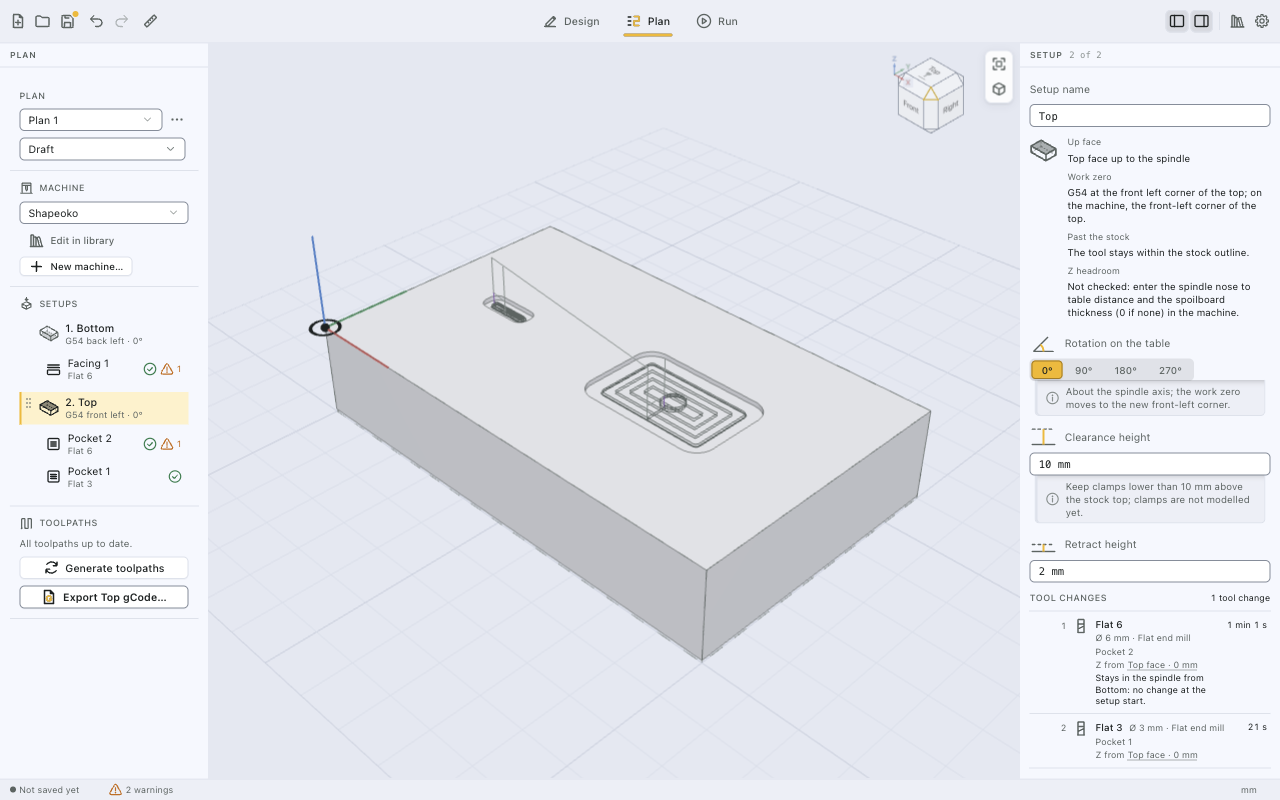 Design
Plan
Run
PLAN
PLAN
Plan 1
Draft
MACHINE
Shapeoko
Edit in library
New machine...
SETUPS
1. Bottom
G54 back left · 0°
Facing 1
Flat 6
1
2. Top
G54 front left · 0°
Pocket 2
Flat 6
1
Pocket 1
Flat 3
TOOLPATHS
All toolpaths up to date.
Generate toolpaths
Export Top gCode...
Z
X
Front
Right
SETUP 2 of 2
Setup name
Top
Up face
Top face up to the spindle
Work zero
G54 at the front left corner of the top; on
the machine, the front-left corner of the
top.
Past the stock
The tool stays within the stock outline.
Z headroom
Not checked: enter the spindle nose to
table distance and the spoilboard
thickness (0 if none) in the machine.
Rotation on the table
0° 90° 180° 270°
About the spindle axis; the work zero
moves to the new front-left corner.
Clearance height
10 mm
Keep clamps lower than 10 mm above
the stock top; clamps are not modelled
yet.
Retract height
2 mm
TOOL CHANGES 1 tool change
1 Flat 6 1 min 1 s
Ø 6 mm · Flat end mill
Pocket 2
Z from Top face · 0 mm
Stays in the spindle from
Bottom: no change at the
setup start.
2 Flat 3 Ø 3 mm · Flat end mill 21 s
Pocket 1
Z from Top face · 0 mm
Not saved yet
2 warnings
mm